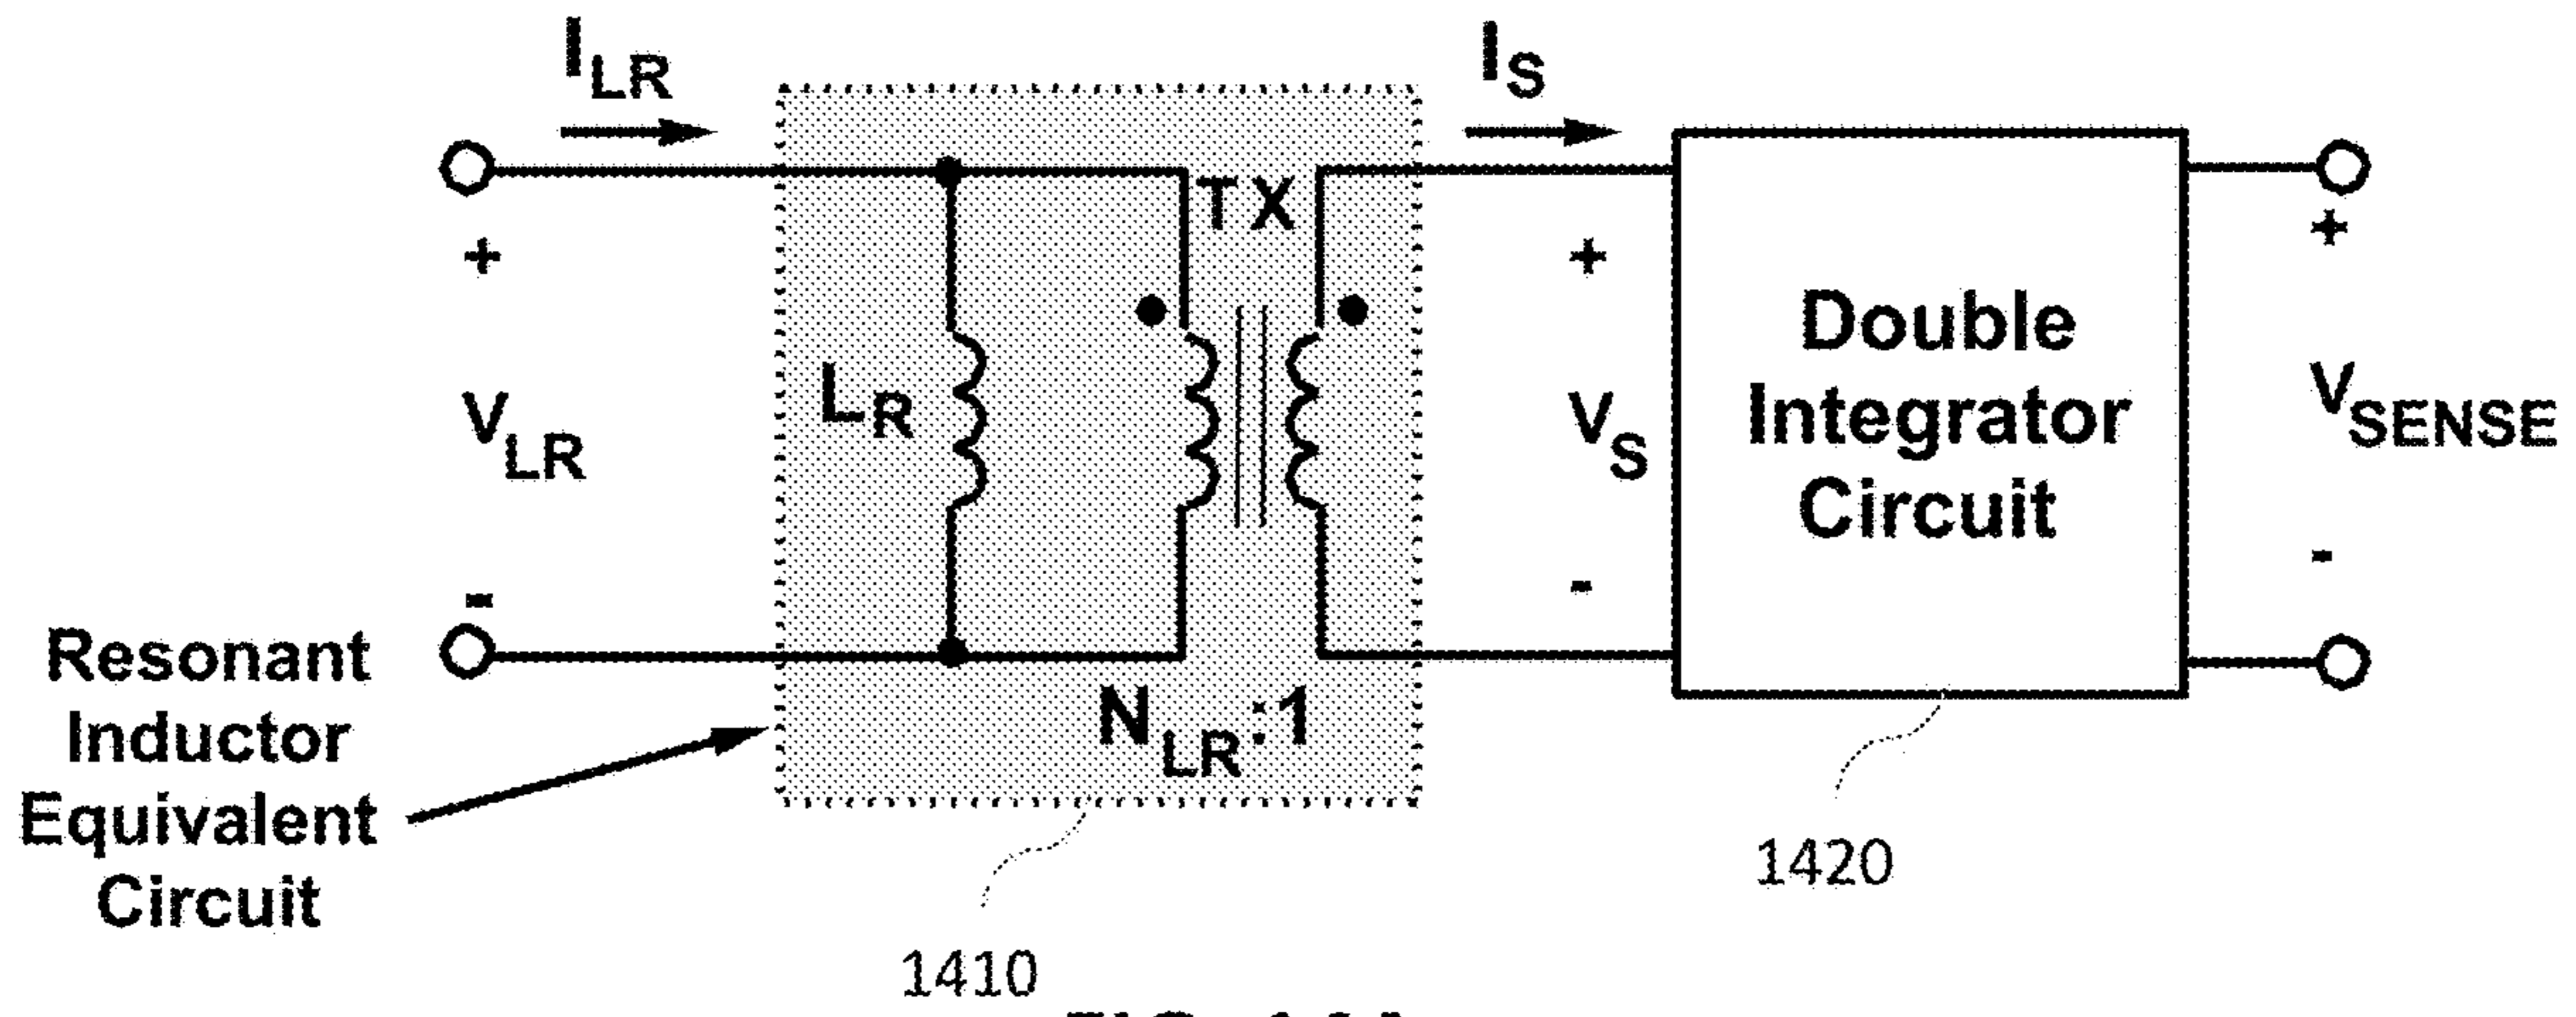 I_LR
I_S
TX
+
+
+
L_R
V_LR
V_S
Double
Integrator
Circuit
V_SENSE
-
-
-
N_LR:1
Resonant
Inductor
Equivalent
Circuit
1410
1420